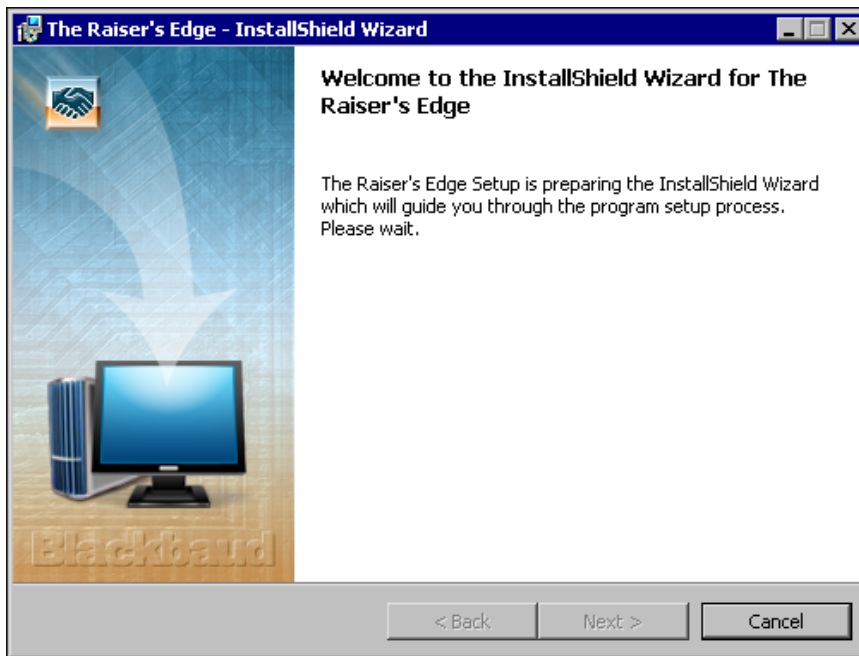 The Raiser's Edge - InstallShield Wizard
Welcome to the InstallShield Wizard for The
Raiser's Edge
The Raiser's Edge Setup is preparing the InstallShield Wizard
which will guide you through the program setup process.
Please wait.
Blackbaud
< Back
Next >
Cancel